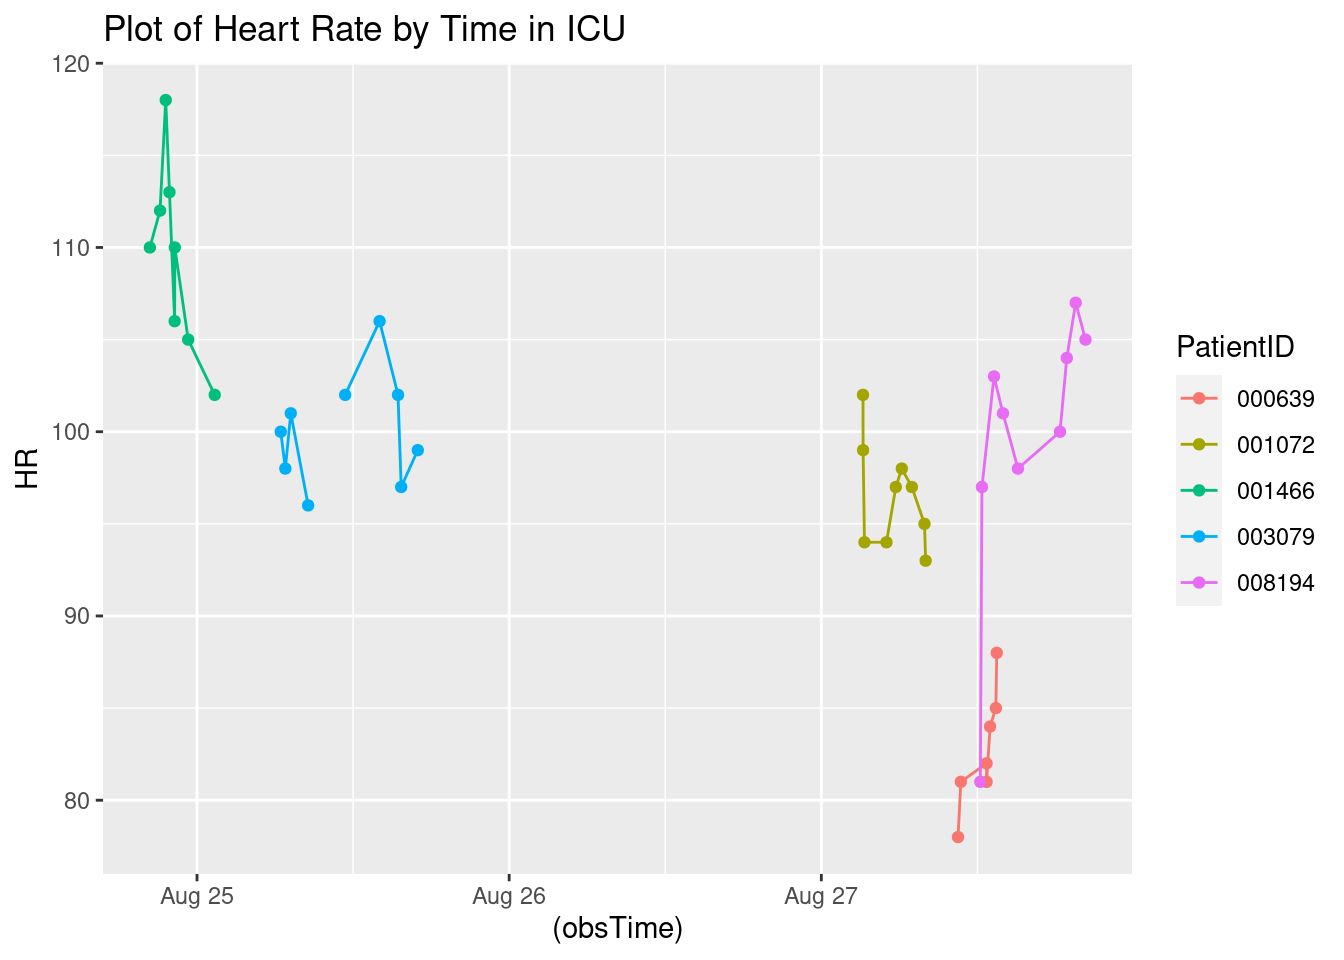 Plot of Heart Rate by Time in ICU
120
110
100
90
80
HR
Aug 25
Aug 26
Aug 27
(obsTime)
PatientID
000639
001072
001466
003079
008194